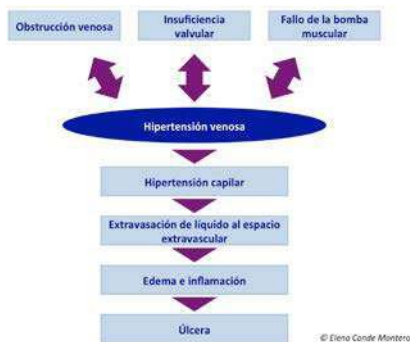 Obstrucción venosa
Insuficiencia
valvular
Fallo de la bomba
muscular
Hipertensión venosa
Hipertensión capilar
Extravasación de líquido al espacio
extravascular
Edema e inflamación
Úlcera
© Elena Conde Montero